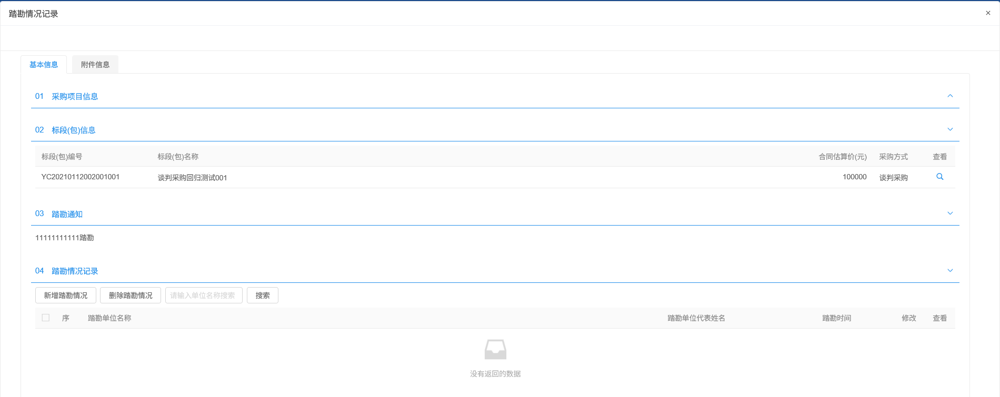 踏勘情况记录 ×
基本信息 附件信息
01 采购项目信息
02 标段(包)信息
标段(包)编号 标段(包)名称 合同估算价(元) 采购方式 查看
YC20210112002001001 谈判采购回归测试001 100000 谈判采购
03 踏勘通知
11111111111踏勘
04 踏勘情况记录
新增踏勘情况 删除踏勘情况 请输入单位名称搜索 搜索
序 踏勘单位名称 踏勘单位代表姓名 踏勘时间 修改 查看
没有返回的数据